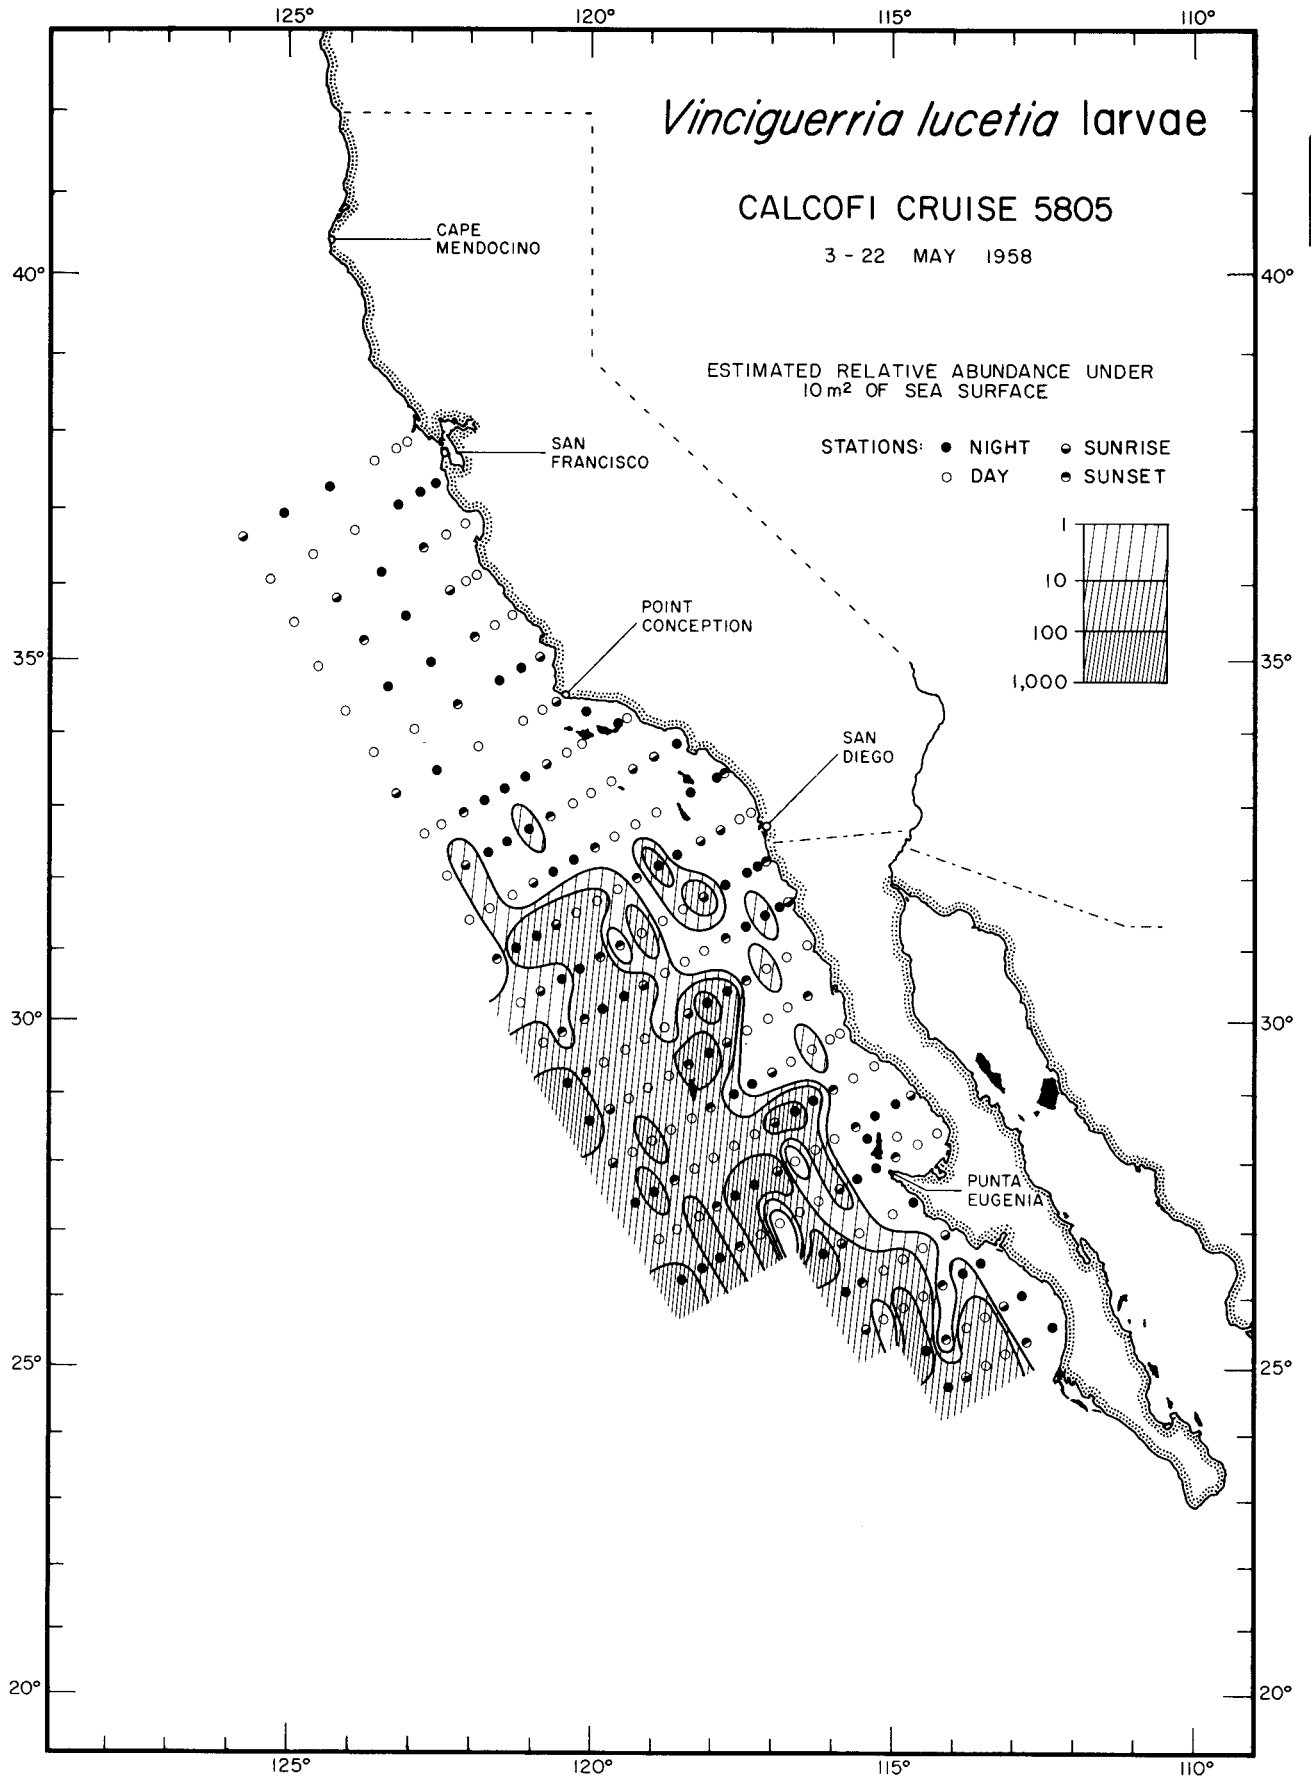 125°
120°
115°
110°
Vinciguerria lucetia larvae
CALCOFI CRUISE 5805
3-22 MAY 1958
CAPE
MENDOCINO
40°
40°
ESTIMATED RELATIVE ABUNDANCE UNDER
10 m² OF SEA SURFACE
STATIONS: NIGHT SUNRISE
DAY SUNSET
SAN
FRANCISCO
1
10
100
1,000
POINT
CONCEPTION
35°
35°
SAN
DIEGO
30°
30°
PUNTA
EUGENIA
25°
25°
20°
20°
125°
120°
115°
110°